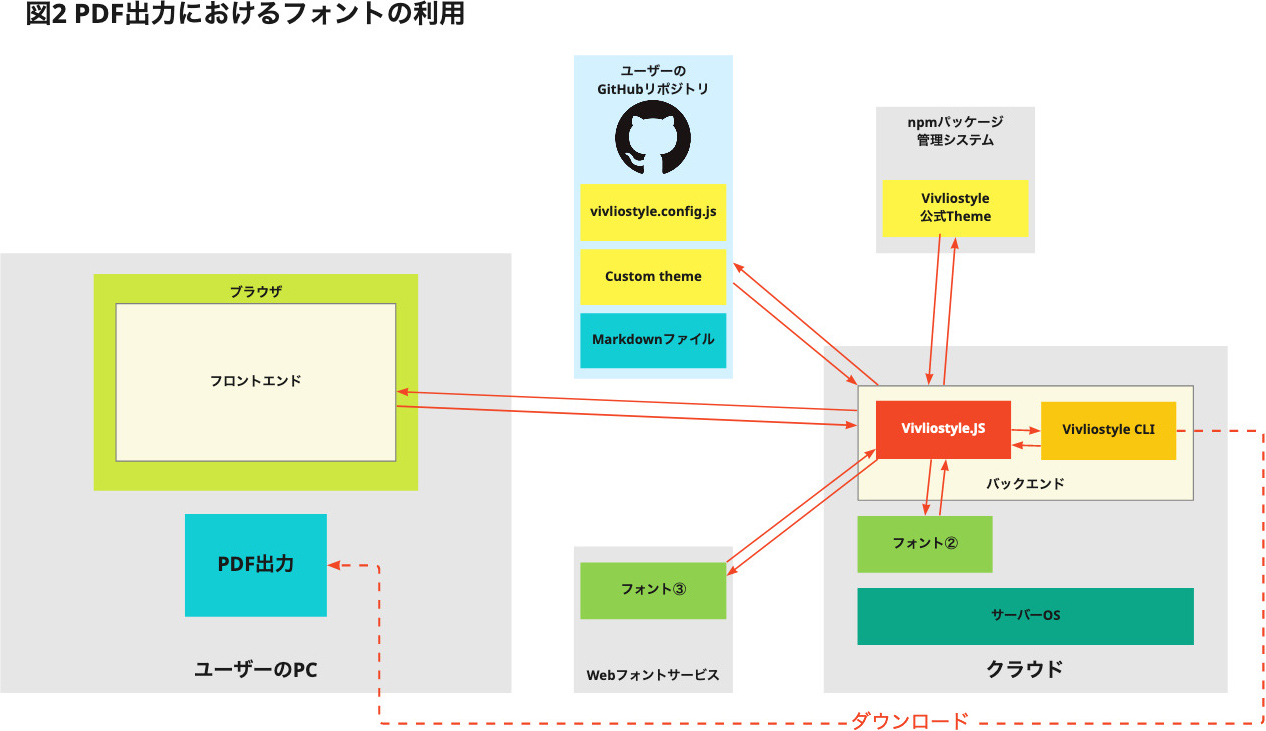 図2 PDF出力におけるフォントの利用
ユーザーの
GitHubリポジトリ
vivliostyle.config.js
Custom theme
Markdownファイル
npmパッケージ
管理システム
Vivliostyle
公式Theme
ブラウザ
フロントエンド
PDF出力
ユーザーのPC
Vivliostyle.JS
Vivliostyle CLI
バックエンド
フォント②
サーバーOS
クラウド
フォント③
Webフォントサービス
ダウンロード